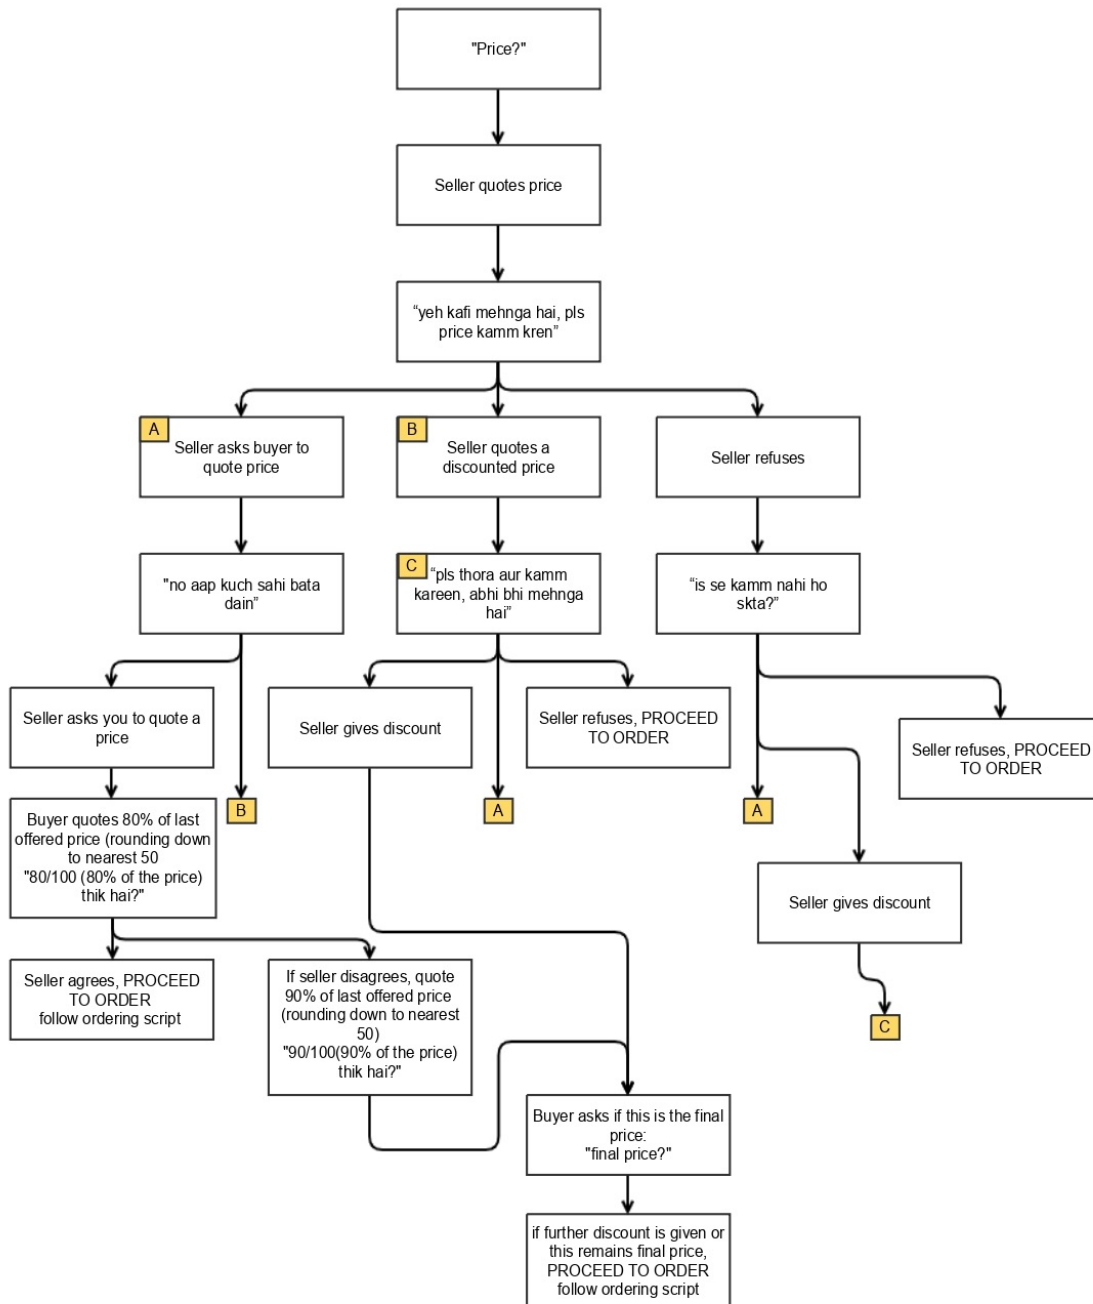 "Price?"
Seller quotes price
“yeh kafi mehnga hai, pls
price kamm kren”
A
Seller asks buyer to
quote price
B
Seller quotes a
discounted price
Seller refuses
"no aap kuch sahi bata
dain”
C
“pls thora aur kamm
kareen, abhi bhi mehnga
hai”
“is se kamm nahi ho
skta?”
Seller asks you to quote a
price
Seller gives discount
Seller refuses, PROCEED
TO ORDER
Seller refuses, PROCEED
TO ORDER
Buyer quotes 80% of last
offered price (rounding down
to nearest 50
"80/100 (80% of the price)
thik hai?"
B
A
A
Seller gives discount
Seller agrees, PROCEED
TO ORDER
follow ordering script
If seller disagrees, quote
90% of last offered price
(rounding down to nearest
50)
"90/100(90% of the price)
thik hai?"
C
Buyer asks if this is the final
price:
"final price?"
if further discount is given or
this remains final price,
PROCEED TO ORDER
follow ordering script